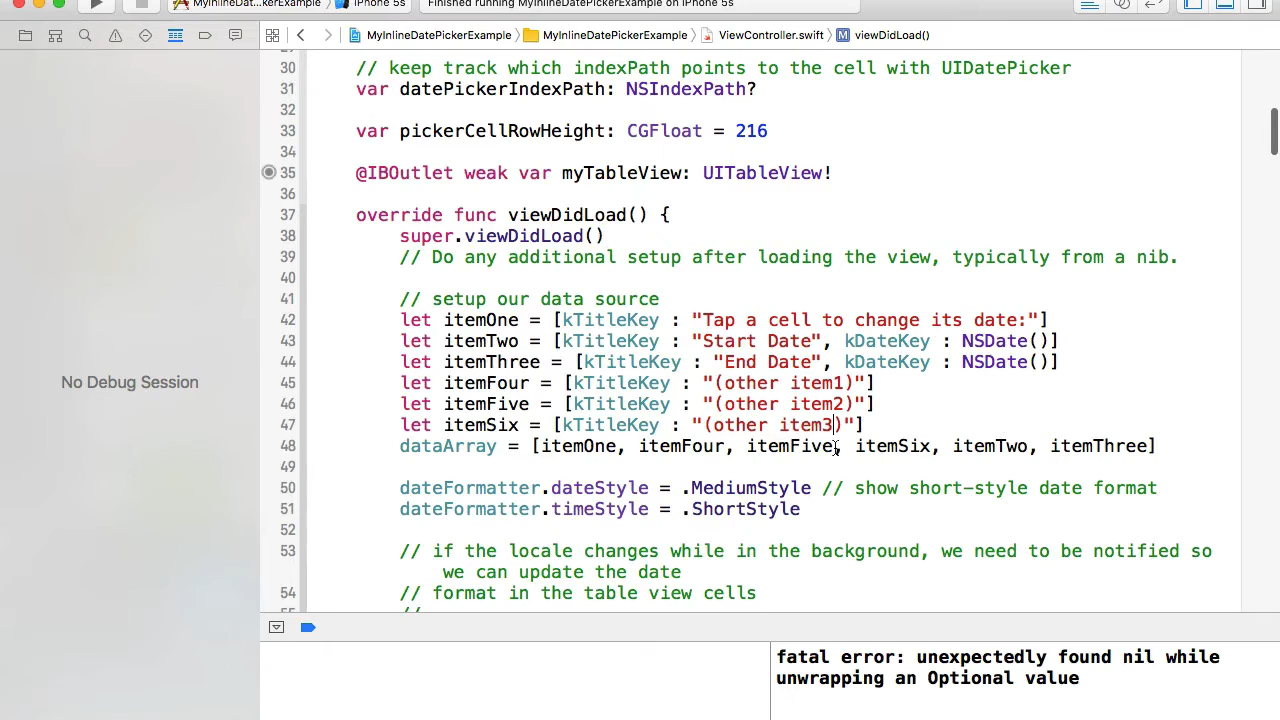 MyInlineDat...kerExample 〉 iPhone 5s
Finished running MyInlineDatePickerExample on iPhone 5s
MyInlineDatePickerExample 〉 MyInlineDatePickerExample 〉 ViewController.swift 〉 M viewDidLoad()
30 // keep track which indexPath points to the cell with UIDatePicker
31 var datePickerIndexPath: NSIndexPath?
32
33 var pickerCellRowHeight: CGFloat = 216
34
35 @IBOutlet weak var myTableView: UITableView!
36
37 override func viewDidLoad() {
38 super.viewDidLoad()
39 // Do any additional setup after loading the view, typically from a nib.
40
41 // setup our data source
42 let itemOne = [kTitleKey : "Tap a cell to change its date:"]
43 let itemTwo = [kTitleKey : "Start Date", kDateKey : NSDate()]
44 let itemThree = [kTitleKey : "End Date", kDateKey : NSDate()]
45 let itemFour = [kTitleKey : "(other item1)"]
46 let itemFive = [kTitleKey : "(other item2)"]
47 let itemSix = [kTitleKey : "(other item3)"]
48 dataArray = [itemOne, itemFour, itemFive, itemSix, itemTwo, itemThree]
49
50 dateFormatter.dateStyle = .MediumStyle // show short-style date format
51 dateFormatter.timeStyle = .ShortStyle
52
53 // if the locale changes while in the background, we need to be notified so
we can update the date
54 // format in the table view cells
No Debug Session
fatal error: unexpectedly found nil while
unwrapping an Optional value